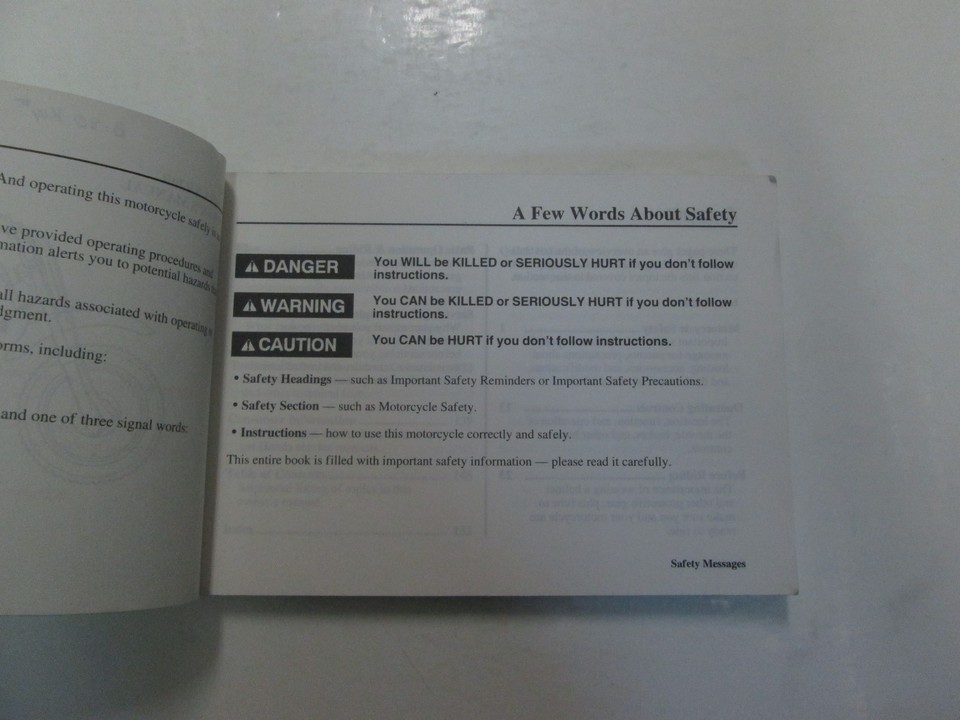 And operating this motorcycle safely is
ve provided operating procedures and
mation alerts you to potential hazards
all hazards associated with operating
dgment.
orms, including:
and one of three signal words:
A Few Words About Safety
DANGER
You WILL be KILLED or SERIOUSLY HURT if you don't follow
instructions.
WARNING
You CAN be KILLED or SERIOUSLY HURT if you don't follow
instructions.
CAUTION
You CAN be HURT if you don't follow instructions.
• Safety Headings — such as Important Safety Reminders or Important Safety Precautions.
• Safety Section — such as Motorcycle Safety.
• Instructions — how to use this motorcycle correctly and safely.
This entire book is filled with important safety information — please read it carefully.
Safety Messages